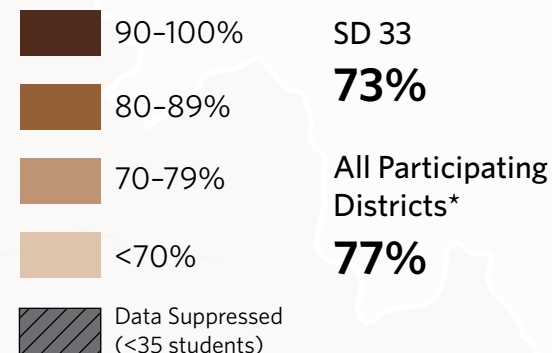 90–100%
80–89%
70–79%
<70%
Data Suppressed
(<35 students)
SD 33
73%
All Participating
Districts*
77%